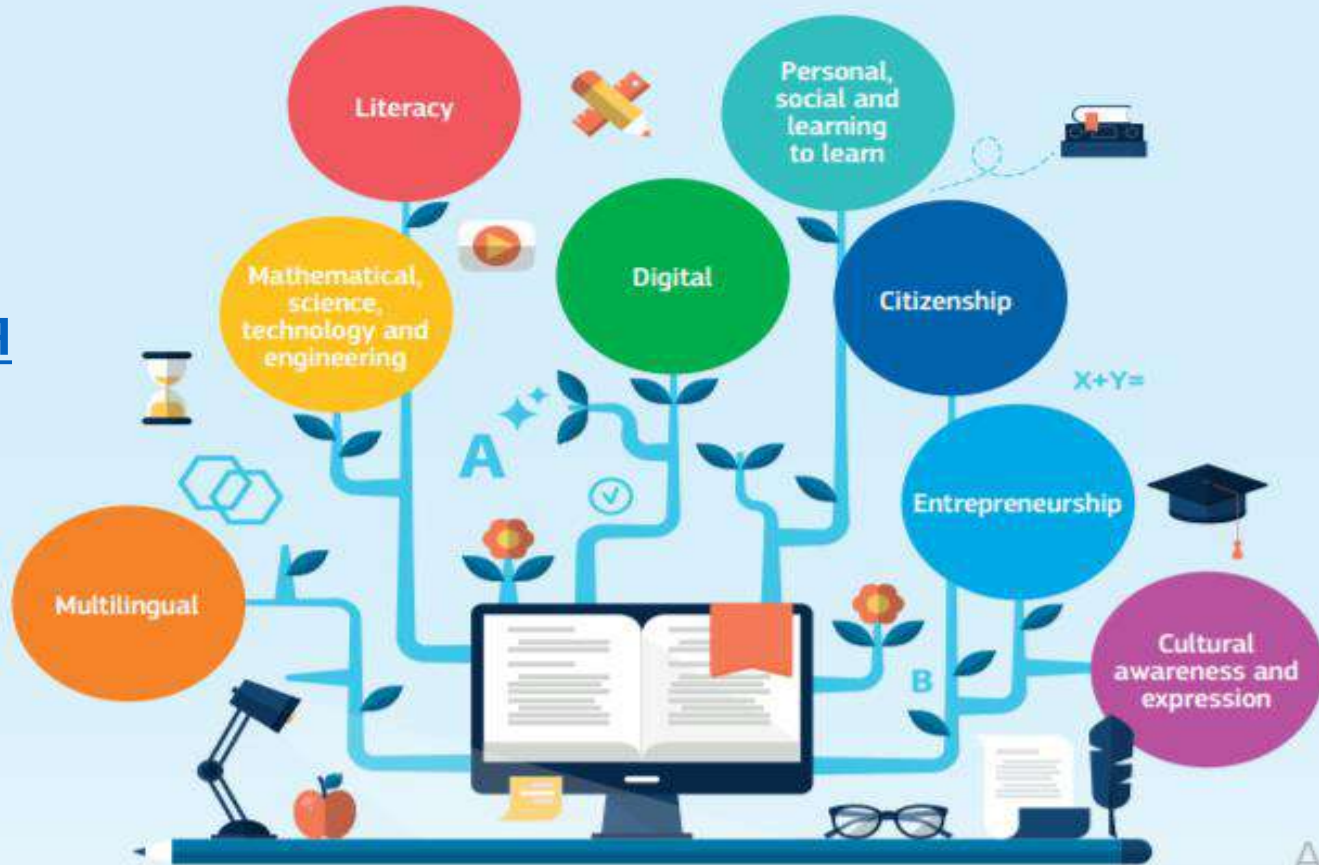 Literacy
Personal,
social and
learning
to learn
Mathematical,
science,
technology and
engineering
Digital
Citizenship
X+Y=
A
Entrepreneurship
Multilingual
B
Cultural
awareness and
expression